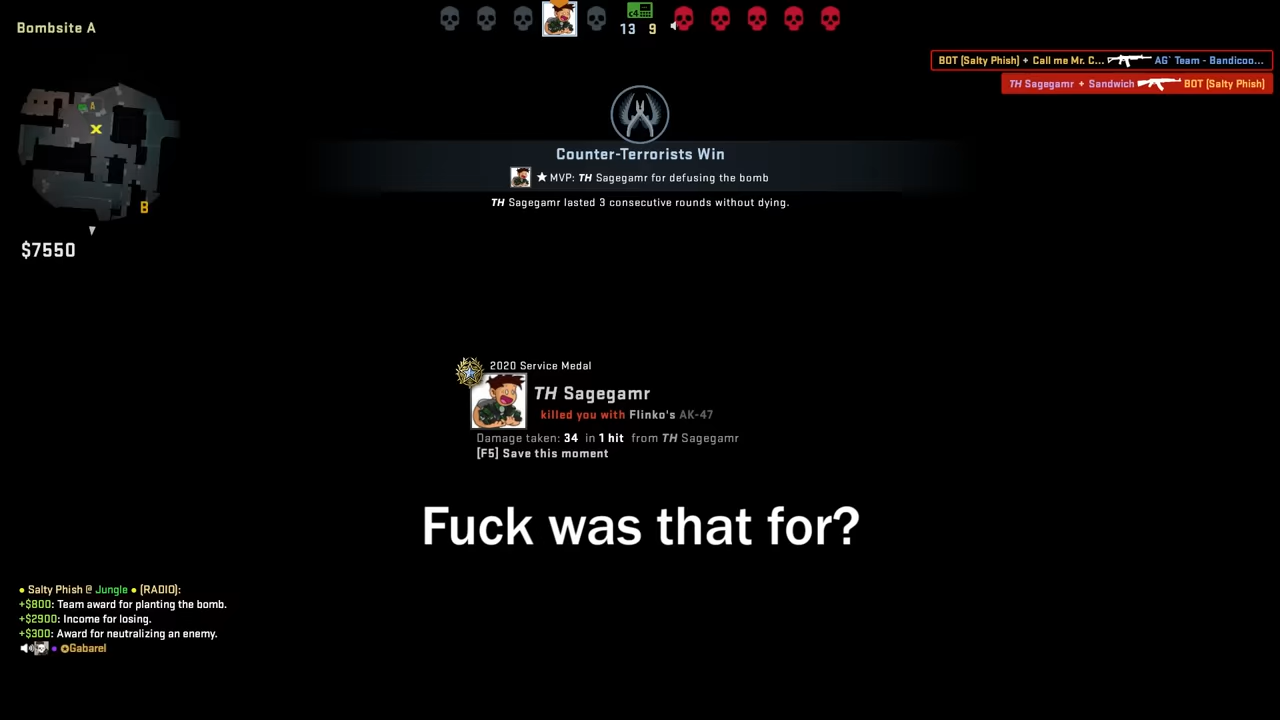 Bombsite A
13 9
BOT [Salty Phish] + Call me Mr. C... AG` Team - Bandicoo...
TH Sagegamr + Sandwich BOT [Salty Phish]
A
B
$7550
Counter-Terrorists Win
★ MVP: TH Sagegamr for defusing the bomb
TH Sagegamr lasted 3 consecutive rounds without dying.
2020 Service Medal
TH Sagegamr
killed you with Flinko's AK-47
Damage taken: 34 in 1 hit from TH Sagegamr
[F5] Save this moment
Fuck was that for?
● Salty Phish @ Jungle ● (RADIO):
+$800: Team award for planting the bomb.
+$2900: Income for losing.
+$300: Award for neutralizing an enemy.
● ✪Gabarel